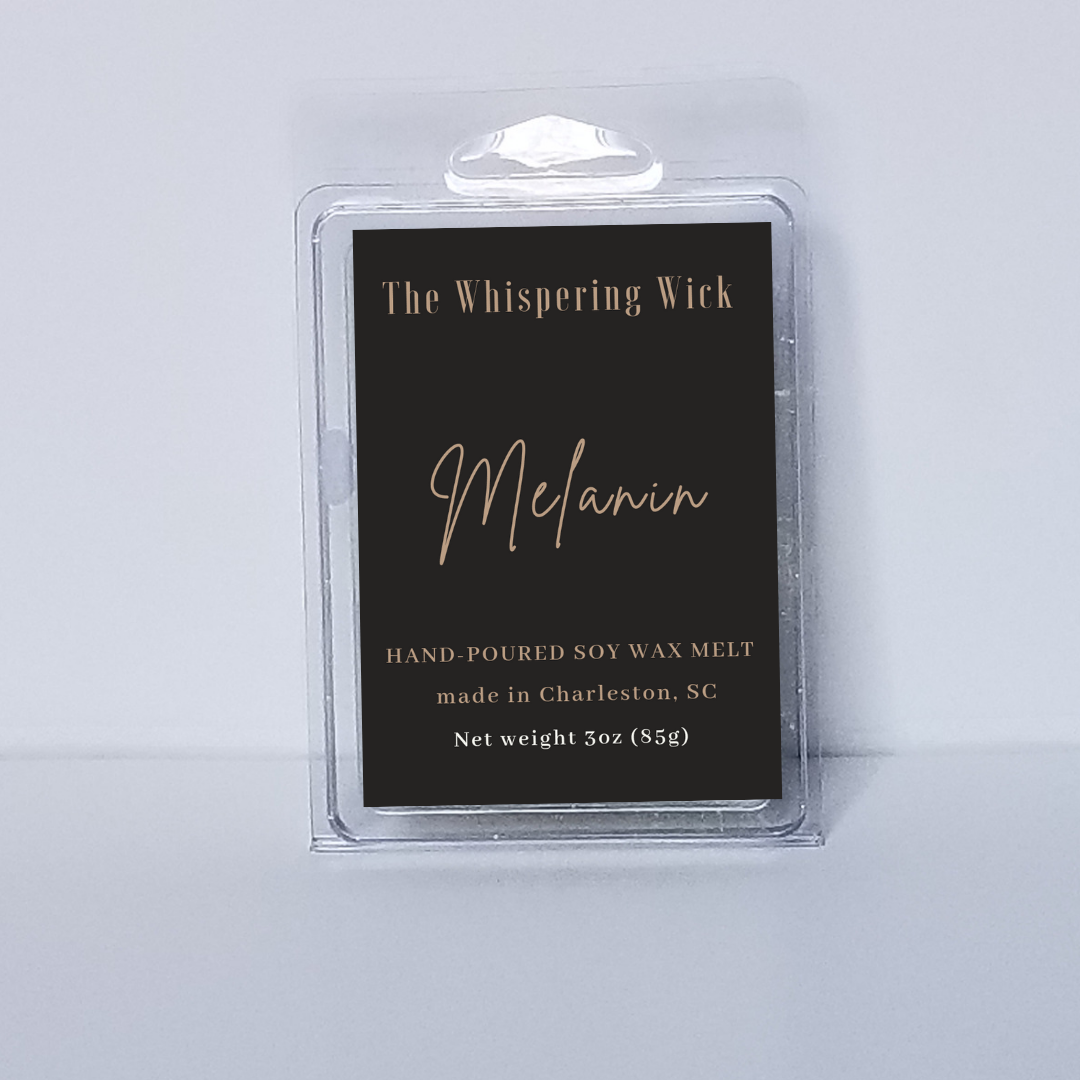 The Whispering Wick
Melanin
HAND-POURED SOY WAX MELT
made in Charleston, SC
Net weight 3oz (85g)